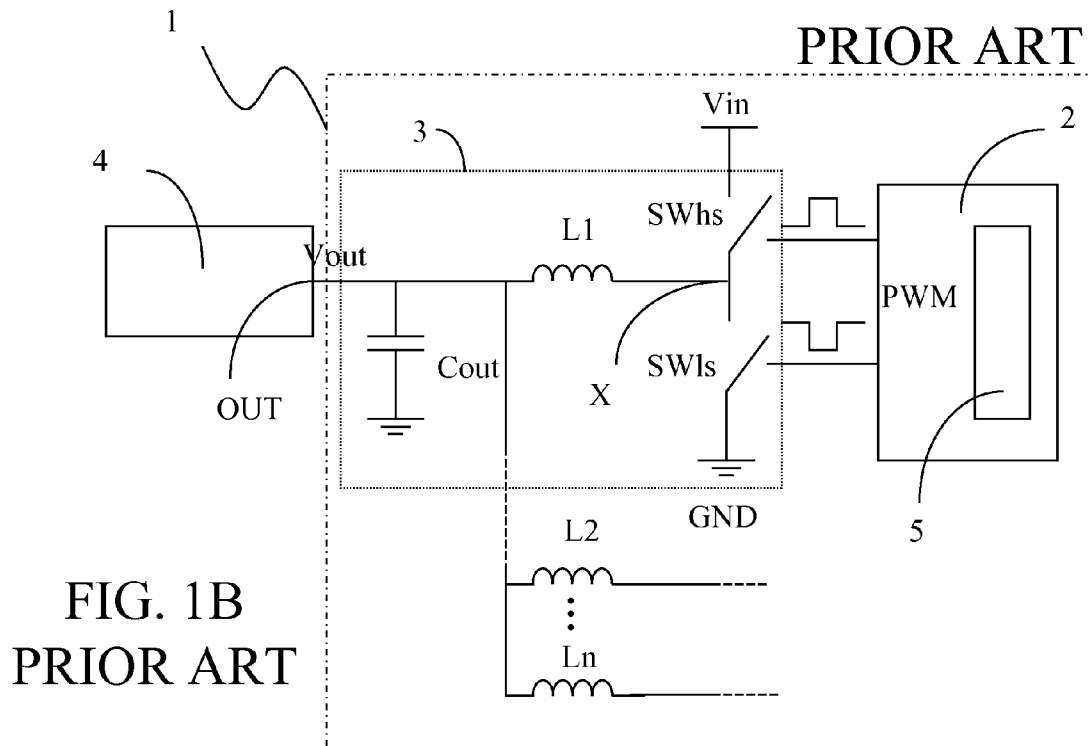 1
PRIOR ART
Vin
3
2
4
SWhs
L1
Vout
PWM
Cout
SWls
X
OUT
GND
5
L2
FIG. 1B
PRIOR ART
Ln